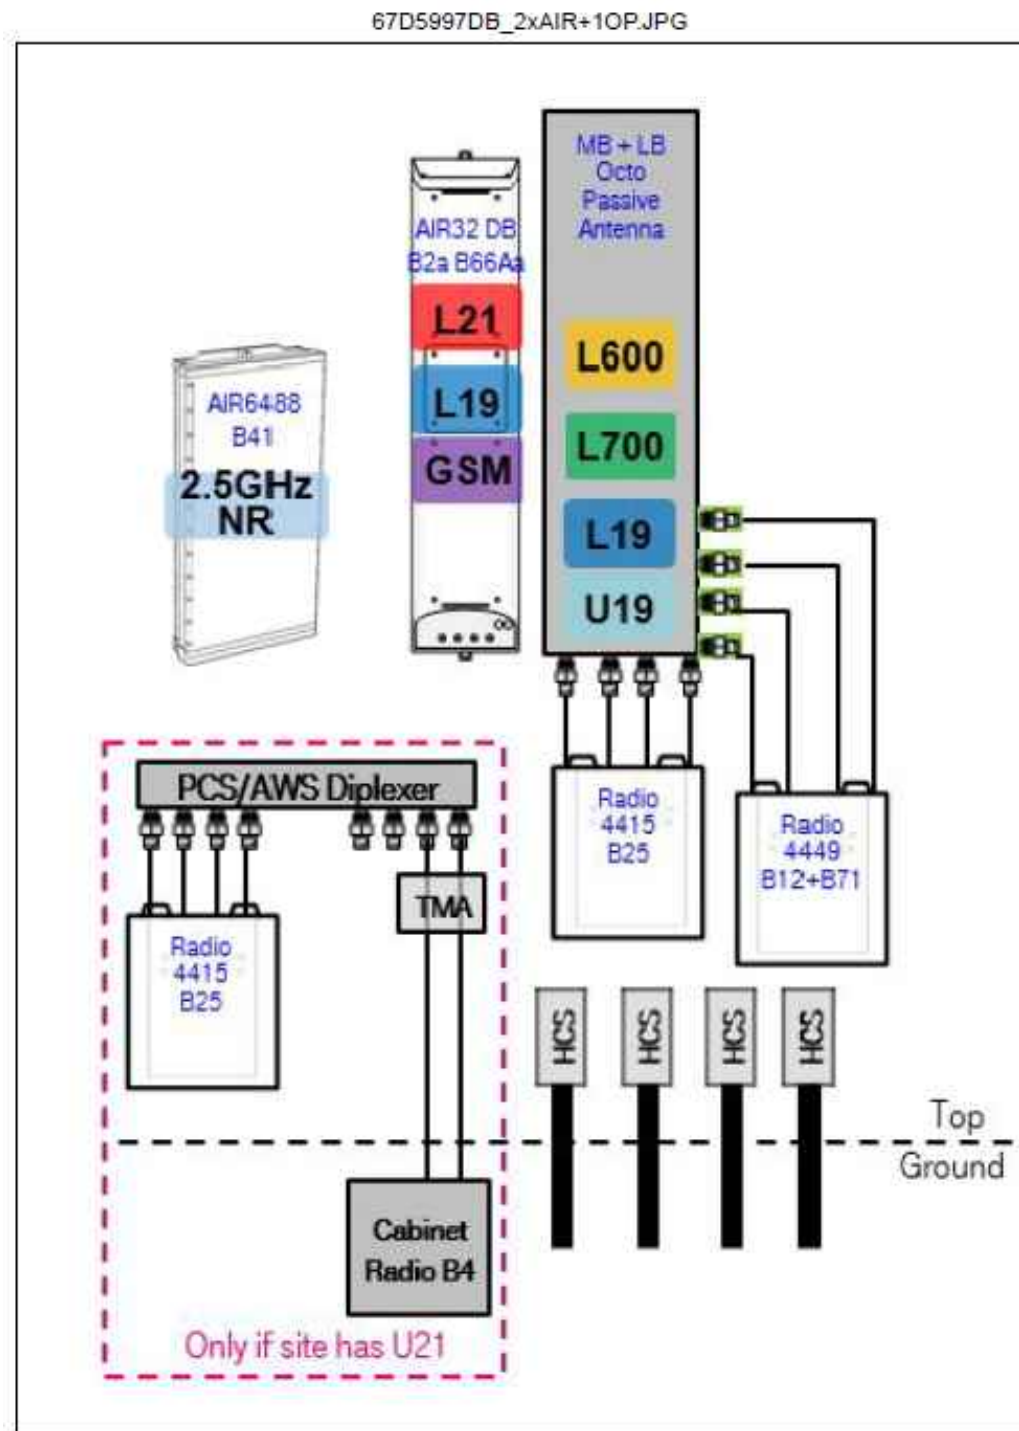 67D5997DB_2xAIR+1OP.JPG
MB + LB
Octo
Passive
Antenna
AIR32 DB
B2a B66Aa
L21
L19
GSM
L600
L700
L19
U19
AIR6488
B41
2.5GHz
NR
PCS/AWS Diplexer
TMA
Radio
4415
B25
Radio
4415
B25
Radio
4449
B12+B71
HCS
HCS
HCS
HCS
Top
Ground
Cabinet
Radio B4
Only if site has U21